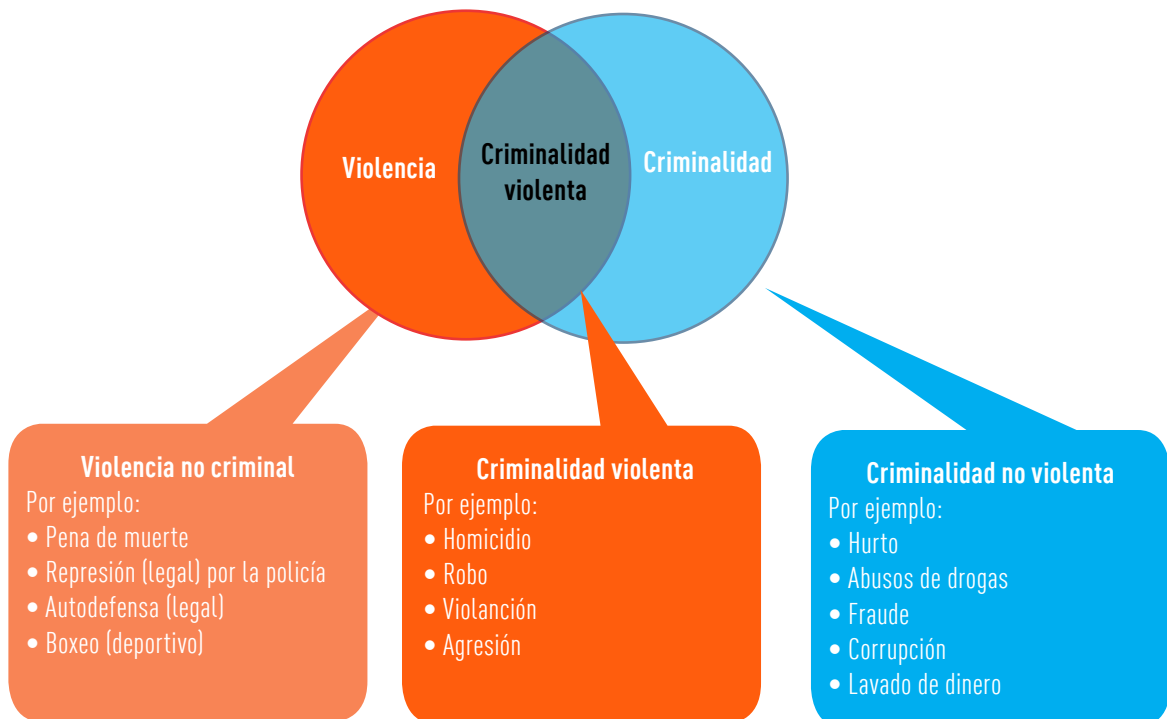 Violencia
Criminalidad
violenta
Criminalidad
Violencia no criminal
Por ejemplo:
• Pena de muerte
• Represión (legal) por la policía
• Autodefensa (legal)
• Boxeo (deportivo)
Criminalidad violenta
Por ejemplo:
• Homicidio
• Robo
• Violanción
• Agresión
Criminalidad no violenta
Por ejemplo:
• Hurto
• Abusos de drogas
• Fraude
• Corrupción
• Lavado de dinero